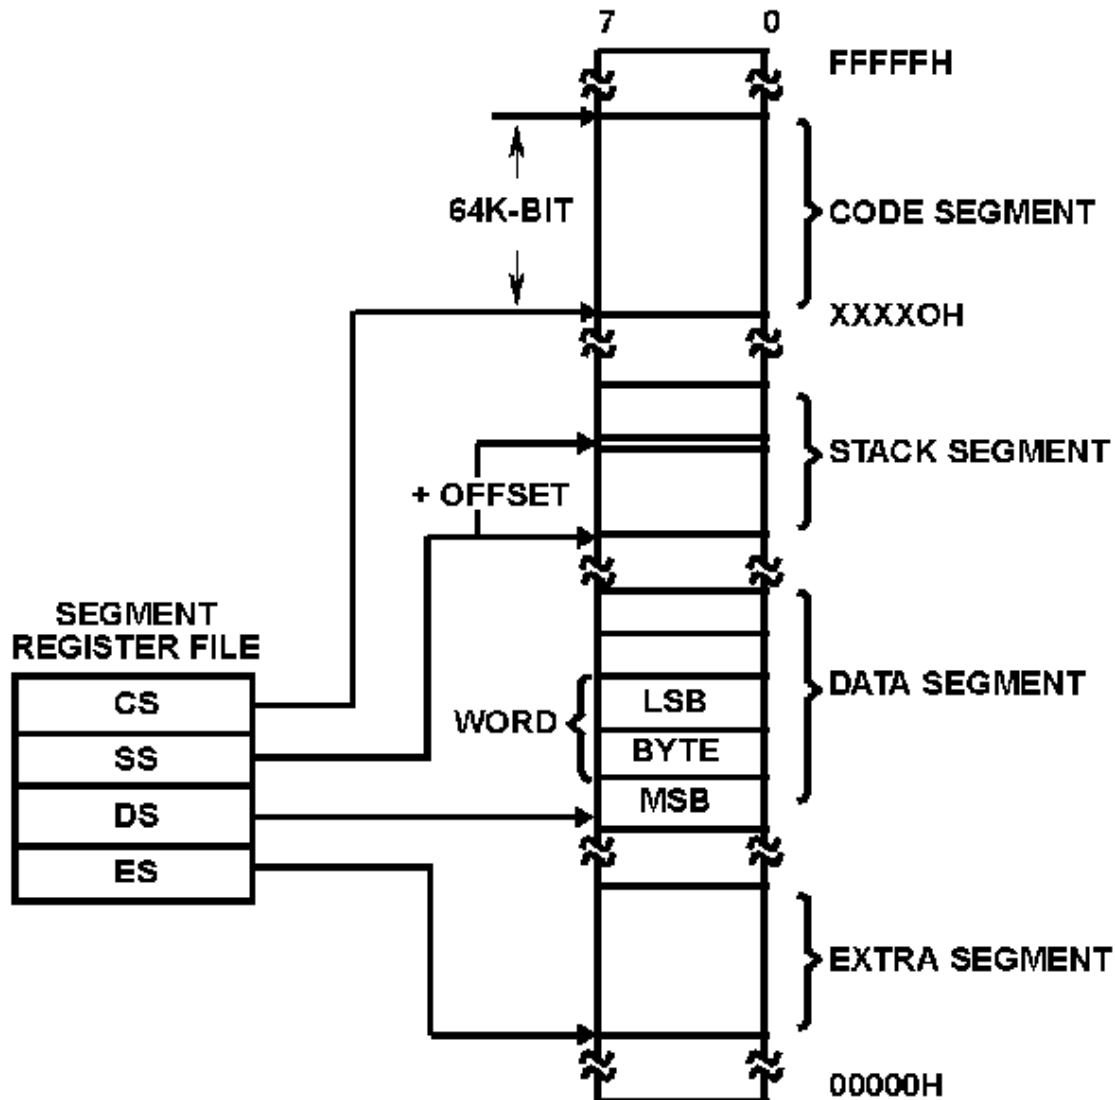 7 0
FFFFFH
64K-BIT
CODE SEGMENT
XXXXOH
STACK SEGMENT
+ OFFSET
SEGMENT
REGISTER FILE
CS
SS
DS
ES
WORD
LSB
BYTE
MSB
DATA SEGMENT
EXTRA SEGMENT
00000H